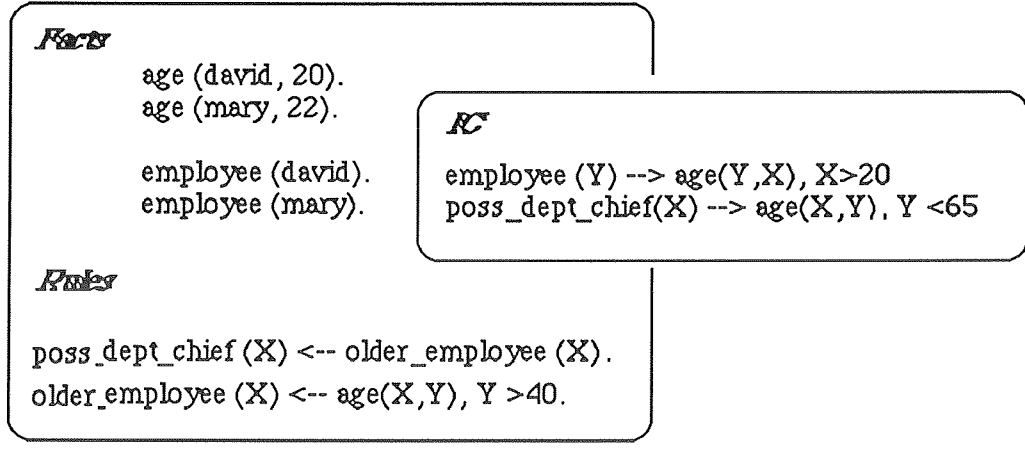 Facts
age (david, 20).
age (mary, 22).
employee (david).
employee (mary).
Rules
poss_dept_chief (X) <-- older_employee (X).
older_employee (X) <-- age(X,Y), Y >40.
IC
employee (Y) --> age(Y,X), X>20
poss_dept_chief(X) --> age(X,Y), Y <65